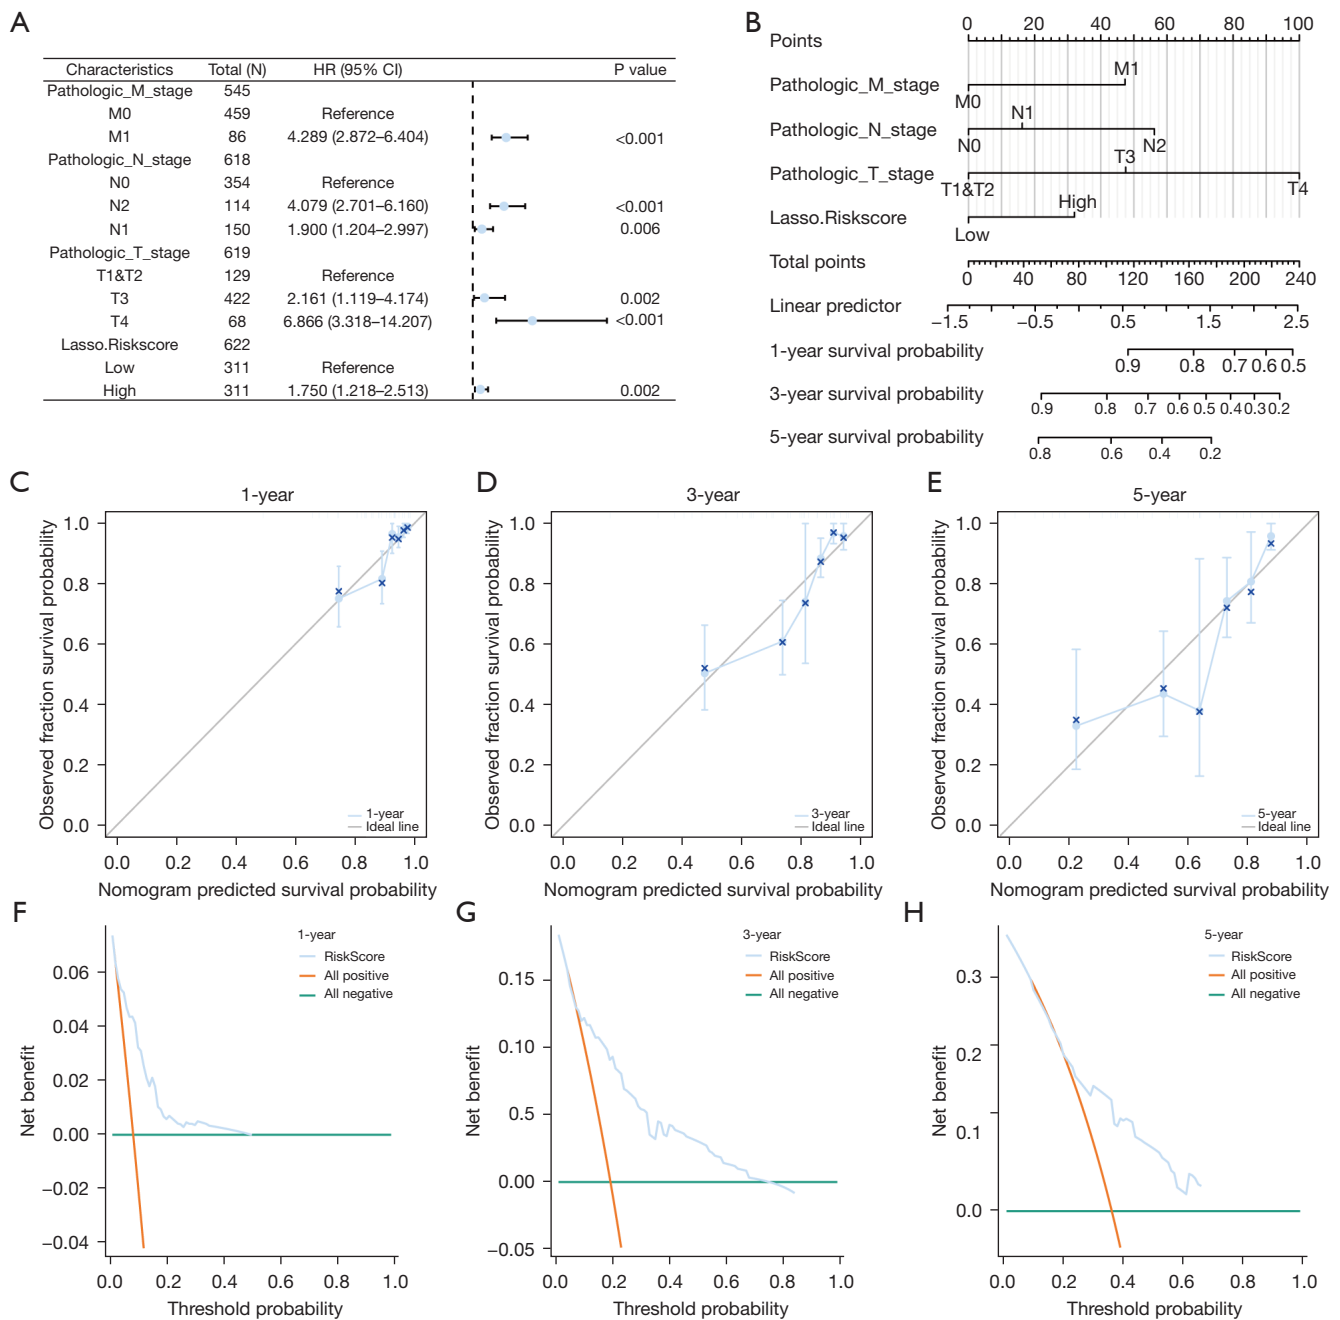 A
Characteristics Total (N) HR (95% CI) P value
Pathologic_M_stage 545
M0 459 Reference
M1 86 4.289 (2.872–6.404) <0.001
Pathologic_N_stage 618
N0 354 Reference
N2 114 4.079 (2.701–6.160) <0.001
N1 150 1.900 (1.204–2.997) 0.006
Pathologic_T_stage 619
T1&T2 129 Reference
T3 422 2.161 (1.119–4.174) 0.002
T4 68 6.866 (3.318–14.207) <0.001
Lasso.Riskscore 622
Low 311 Reference
High 311 1.750 (1.218–2.513) 0.002
B
0 20 40 60 80 100
Points
M1
Pathologic_M_stage
M0
N1
Pathologic_N_stage
N0 N2
T3
Pathologic_T_stage
T1&T2 T4
High
Lasso.Riskscore
Low
Total points
0 40 80 120 160 200 240
Linear predictor
−1.5 −0.5 0.5 1.5 2.5
1-year survival probability
0.9 0.8 0.7 0.6 0.5
3-year survival probability
0.9 0.8 0.7 0.6 0.5 0.4 0.3 0.2
5-year survival probability
0.8 0.6 0.4 0.2
C
1-year
Observed fraction survival probability
1.0
0.8
0.6
0.4
0.2
0.0
1-year
Ideal line
0.0 0.2 0.4 0.6 0.8 1.0
Nomogram predicted survival probability
D
3-year
Observed fraction survival probability
1.0
0.8
0.6
0.4
0.2
0.0
3-year
Ideal line
0.0 0.2 0.4 0.6 0.8 1.0
Nomogram predicted survival probability
E
5-year
Observed fraction survival probability
1.0
0.8
0.6
0.4
0.2
0.0
5-year
Ideal line
0.0 0.2 0.4 0.6 0.8 1.0
Nomogram predicted survival probability
F
1-year
RiskScore
All positive
All negative
Net benefit
0.06
0.04
0.02
0.00
−0.02
−0.04
0.0 0.2 0.4 0.6 0.8 1.0
Threshold probability
G
3-year
RiskScore
All positive
All negative
Net benefit
0.15
0.10
0.5
0.00
−0.05
0.0 0.2 0.4 0.6 0.8 1.0
Threshold probability
H
5-year
RiskScore
All positive
All negative
Net benefit
0.3
0.2
0.1
0.0
0.0 0.2 0.4 0.6 0.8 1.0
Threshold probability